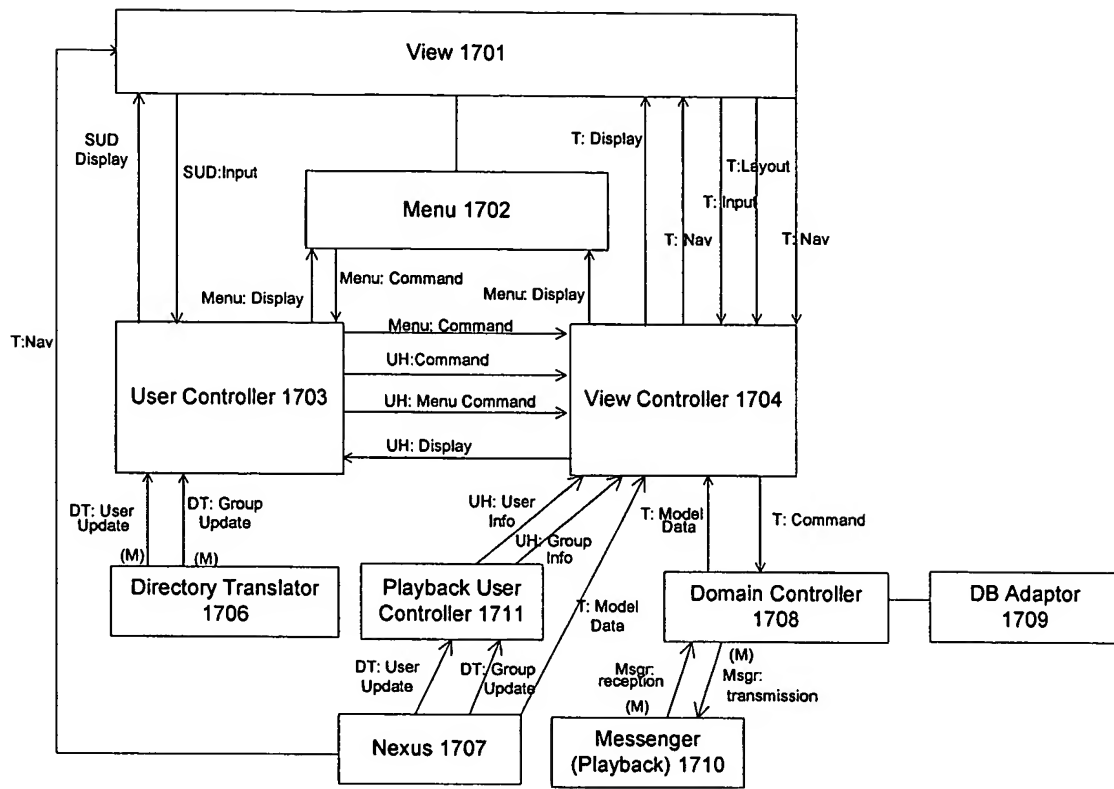 View 1701
SUD
Display
SUD:Input
T: Display
T:Layout
T: Input
T: Nav
T: Nav
Menu 1702
Menu: Display
Menu: Command
Menu: Display
T:Nav
User Controller 1703
Menu: Command
UH:Command
UH: Menu Command
UH: Display
View Controller 1704
DT: User
Update
DT: Group
Update
(M)
(M)
UH: User
Info
UH: Group
Info
T: Model
Data
T: Command
Directory Translator
1706
Playback User
Controller 1711
T: Model
Data
Domain Controller
1708
DB Adaptor
1709
DT: User
Update
DT: Group
Update
Msgr:
reception
(M)
(M)
Msgr:
transmission
Nexus 1707
Messenger
(Playback) 1710